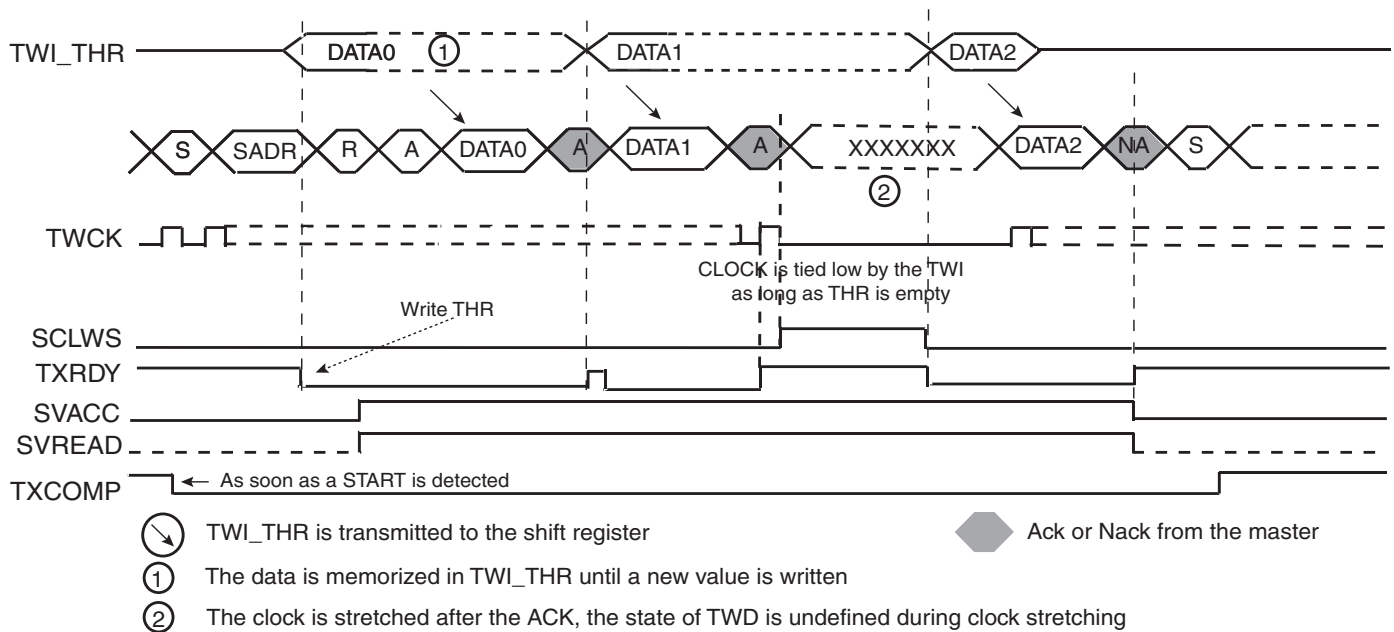 TWI_THR DATA0 1 DATA1 DATA2
S SADR R A DATA0 A DATA1 A XXXXXXX DATA2 NA S
2
TWCK
CLOCK is tied low by the TWI
as long as THR is empty
Write THR
SCLWS
TXRDY
SVACC
SVREAD
TXCOMP As soon as a START is detected
TWI_THR is transmitted to the shift register Ack or Nack from the master
1 The data is memorized in TWI_THR until a new value is written
2 The clock is stretched after the ACK, the state of TWD is undefined during clock stretching